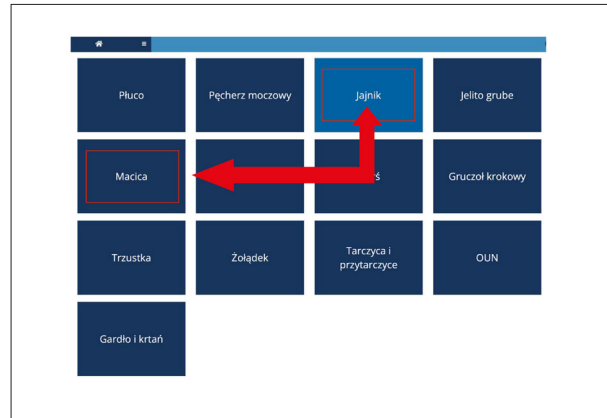 Płuco
Pęcherz moczowy
Jajnik
Jelito grube
Macica
Gruczoł krokowy
Trzustka
Żołądek
Tarczyca i
przytarczyce
OUN
Gardło i krtań